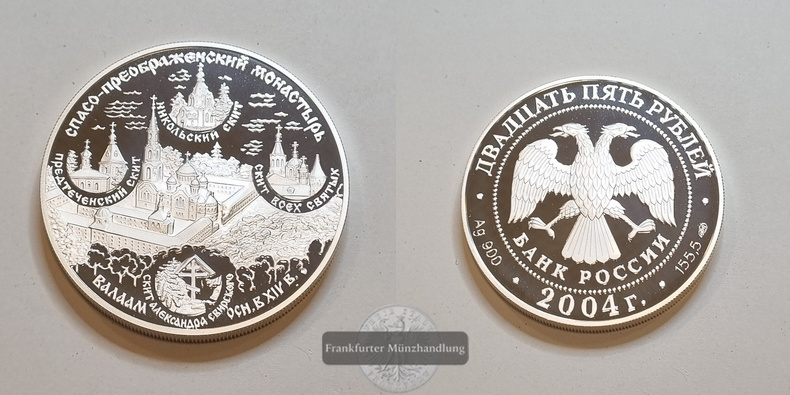 СПАСО-ПРЕОБРАЖЕНСКИЙ МОНАСТЫРЬ
НИКОЛЬСКИЙ СКИТ
ПРЕДТЕЧЕНСКИЙ СКИТ
СКИТ ВСЕХ СВЯТЫХ
СКИТ АЛЕКСАНДРА СВИРСКОГО
ВАЛААМ
ОСН. В XIV В.
ДВАДЦАТЬ ПЯТЬ РУБЛЕЙ
Ag 900
БАНК РОССИИ
155,5
2004 г.
Frankfurter Münzhandlung